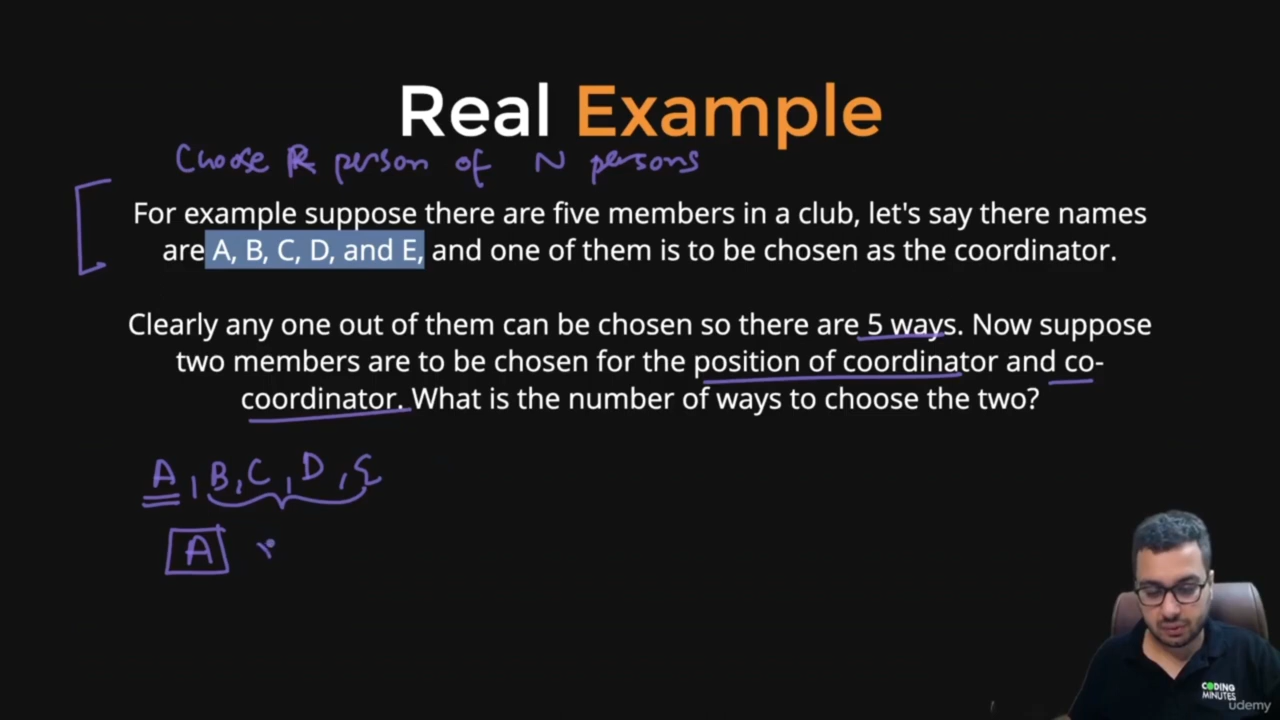 Real Example
Choose R person of N persons
For example suppose there are five members in a club, let's say there names
are A, B, C, D, and E, and one of them is to be chosen as the coordinator.
Clearly any one out of them can be chosen so there are 5 ways. Now suppose
two members are to be chosen for the position of coordinator and co-
coordinator. What is the number of ways to choose the two?
A, B, C, D, E
A
CODING
MINUTES
udemy